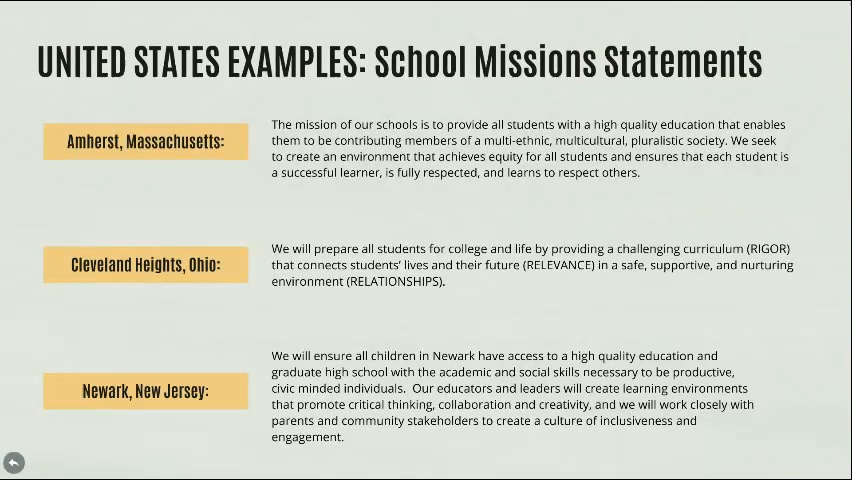 UNITED STATES EXAMPLES: School Missions Statements
Amherst, Massachusetts:
The mission of our schools is to provide all students with a high quality education that enables
them to be contributing members of a multi-ethnic, multicultural, pluralistic society. We seek
to create an environment that achieves equity for all students and ensures that each student is
a successful learner, is fully respected, and learns to respect others.
Cleveland Heights, Ohio:
We will prepare all students for college and life by providing a challenging curriculum (RIGOR)
that connects students’ lives and their future (RELEVANCE) in a safe, supportive, and nurturing
environment (RELATIONSHIPS).
Newark, New Jersey:
We will ensure all children in Newark have access to a high quality education and
graduate high school with the academic and social skills necessary to be productive,
civic minded individuals.  Our educators and leaders will create learning environments
that promote critical thinking, collaboration and creativity, and we will work closely with
parents and community stakeholders to create a culture of inclusiveness and
engagement.